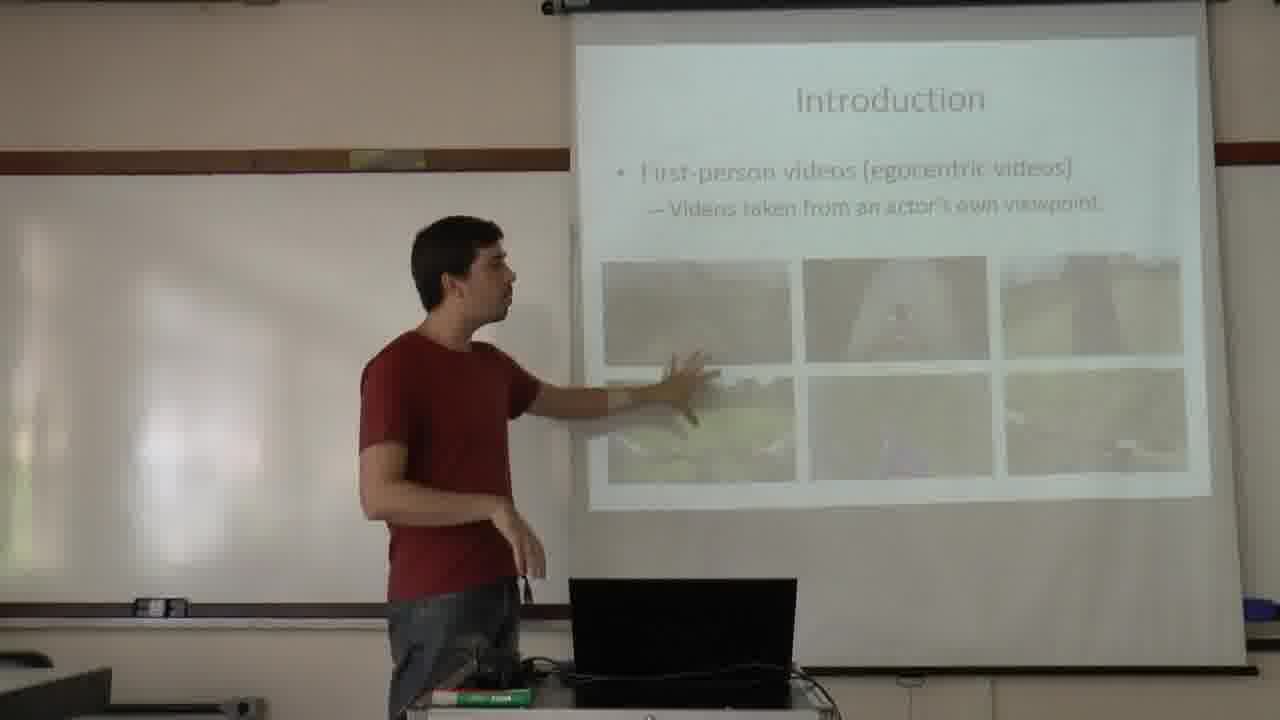 Introduction
• First-person videos (egocentric videos)
– Videos taken from an actor's own viewpoint.